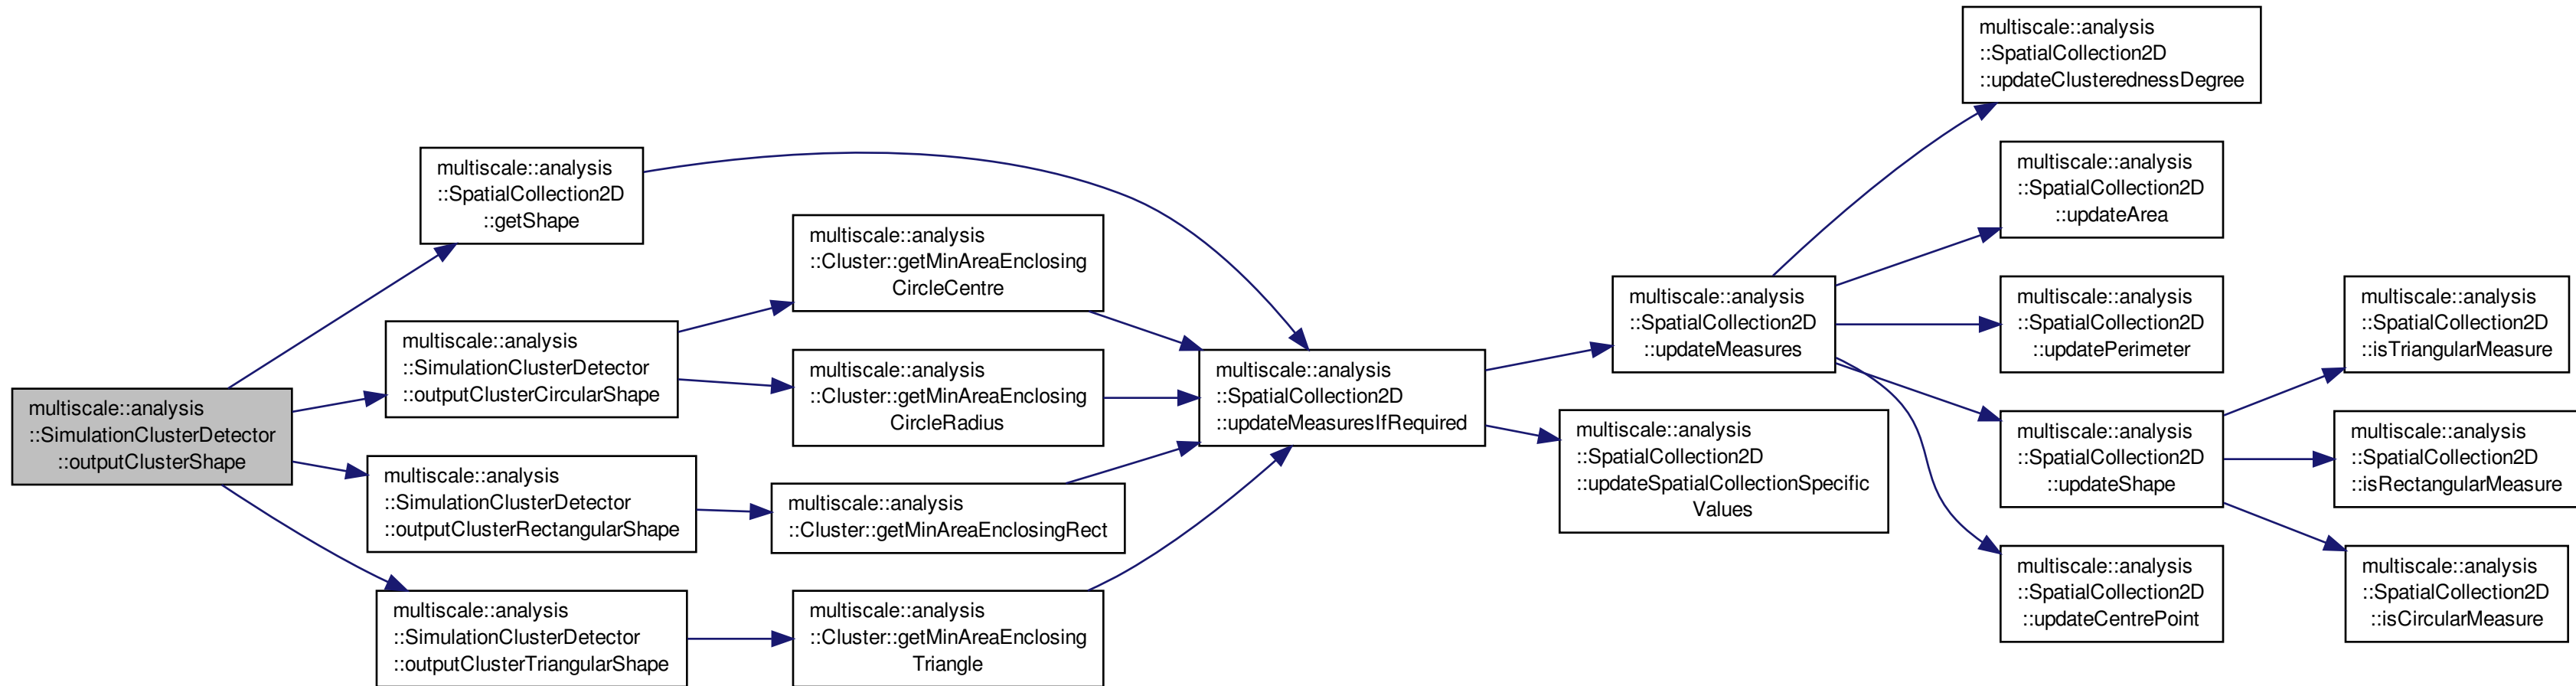 multiscale::analysis
::SimulationClusterDetector
::outputClusterShape
multiscale::analysis
::SpatialCollection2D
::getShape
multiscale::analysis
::SimulationClusterDetector
::outputClusterCircularShape
multiscale::analysis
::SimulationClusterDetector
::outputClusterRectangularShape
multiscale::analysis
::SimulationClusterDetector
::outputClusterTriangularShape
multiscale::analysis
::Cluster::getMinAreaEnclosing
CircleCentre
multiscale::analysis
::Cluster::getMinAreaEnclosing
CircleRadius
multiscale::analysis
::Cluster::getMinAreaEnclosingRect
multiscale::analysis
::Cluster::getMinAreaEnclosing
Triangle
multiscale::analysis
::SpatialCollection2D
::updateMeasuresIfRequired
multiscale::analysis
::SpatialCollection2D
::updateMeasures
multiscale::analysis
::SpatialCollection2D
::updateSpatialCollectionSpecific
Values
multiscale::analysis
::SpatialCollection2D
::updateClusterednessDegree
multiscale::analysis
::SpatialCollection2D
::updateArea
multiscale::analysis
::SpatialCollection2D
::updatePerimeter
multiscale::analysis
::SpatialCollection2D
::updateShape
multiscale::analysis
::SpatialCollection2D
::updateCentrePoint
multiscale::analysis
::SpatialCollection2D
::isTriangularMeasure
multiscale::analysis
::SpatialCollection2D
::isRectangularMeasure
multiscale::analysis
::SpatialCollection2D
::isCircularMeasure